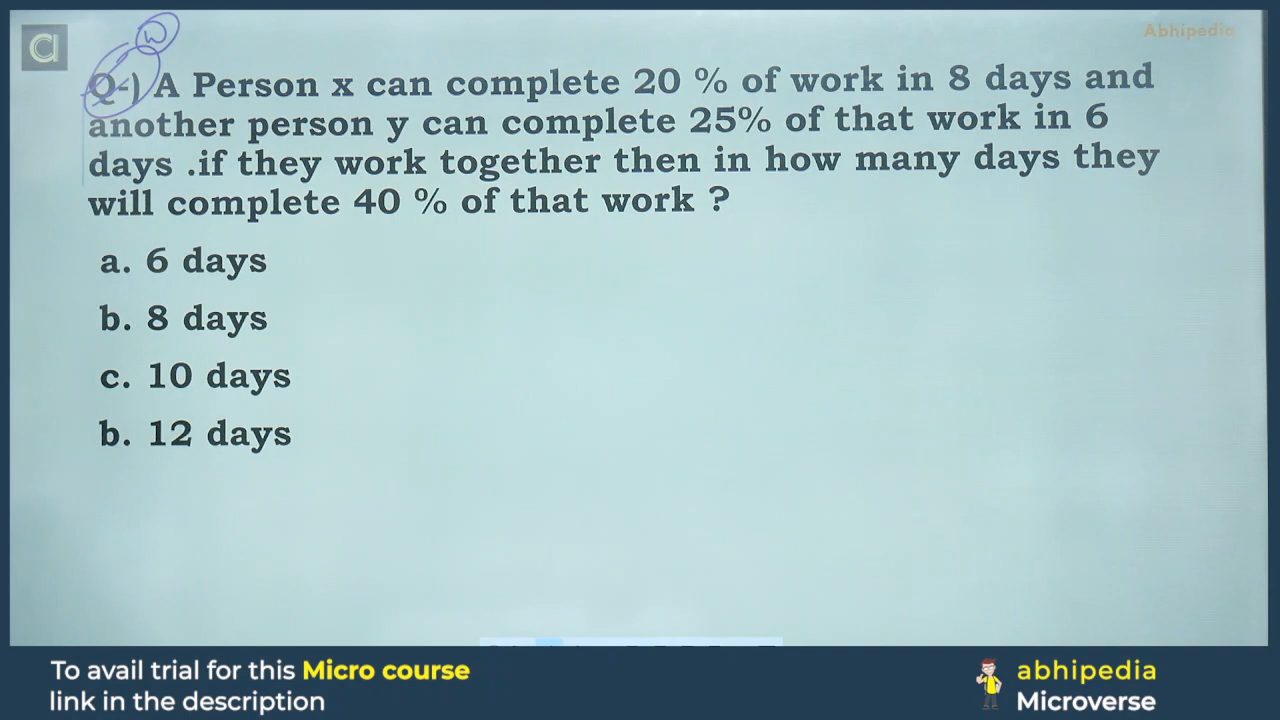 Abhipedia
Q-) A Person x can complete 20 % of work in 8 days and
another person y can complete 25% of that work in 6
days .if they work together then in how many days they
will complete 40 % of that work ?
a. 6 days
b. 8 days
c. 10 days
b. 12 days
To avail trial for this Micro course
link in the description
abhipedia
Microverse